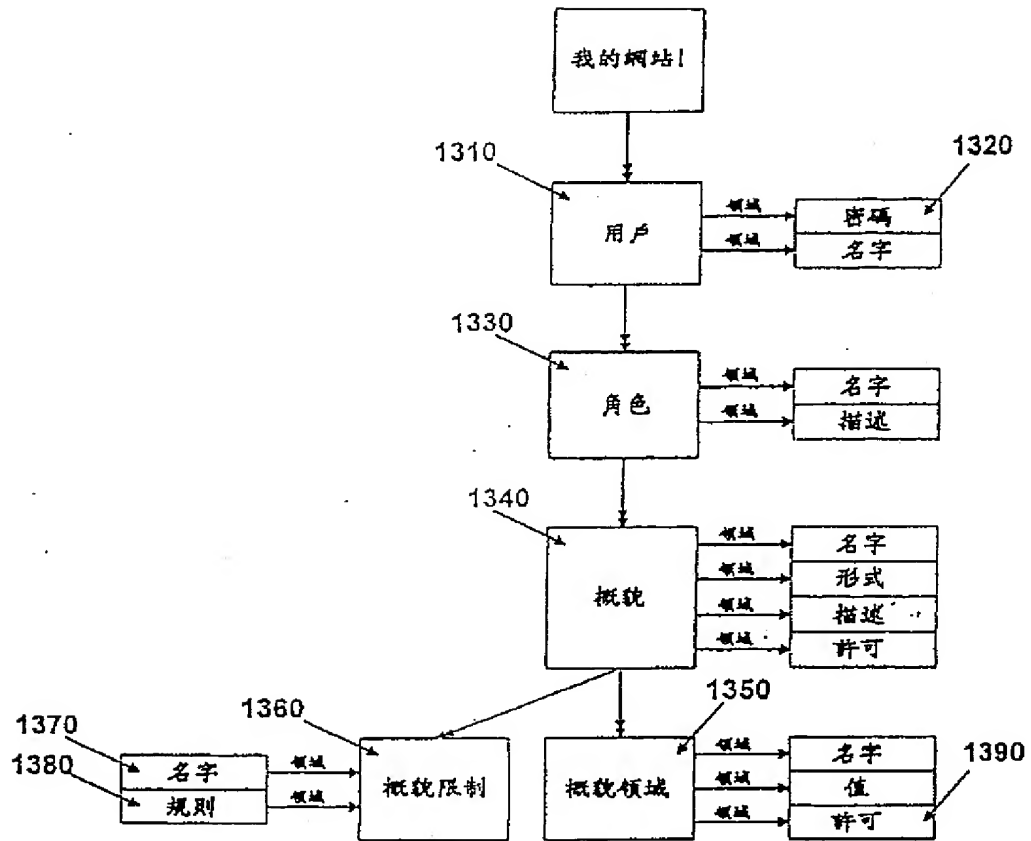 我的網站!
1310
1320
用戶
領域
密碼
領域
名字
1330
角色
領域
名字
領域
描述
1340
概貌
領域
名字
領域
形式
領域
描述
領域
許可
1350
1360
1370
1380
名字
領域
規則
領域
概貌限制
概貌領域
領域
名字
領域
值
領域
許可
1390